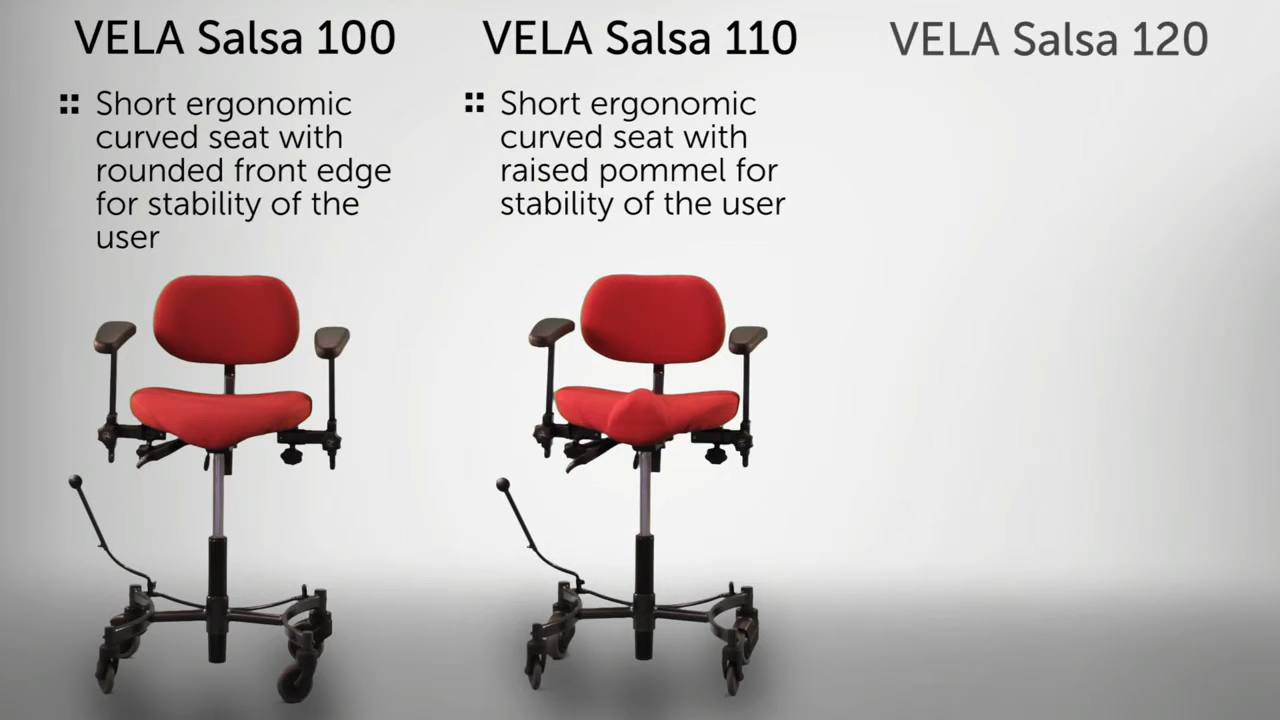 VELA Salsa 100
Short ergonomic
curved seat with
rounded front edge
for stability of the
user
VELA Salsa 110
Short ergonomic
curved seat with
raised pommel for
stability of the user
VELA Salsa 120